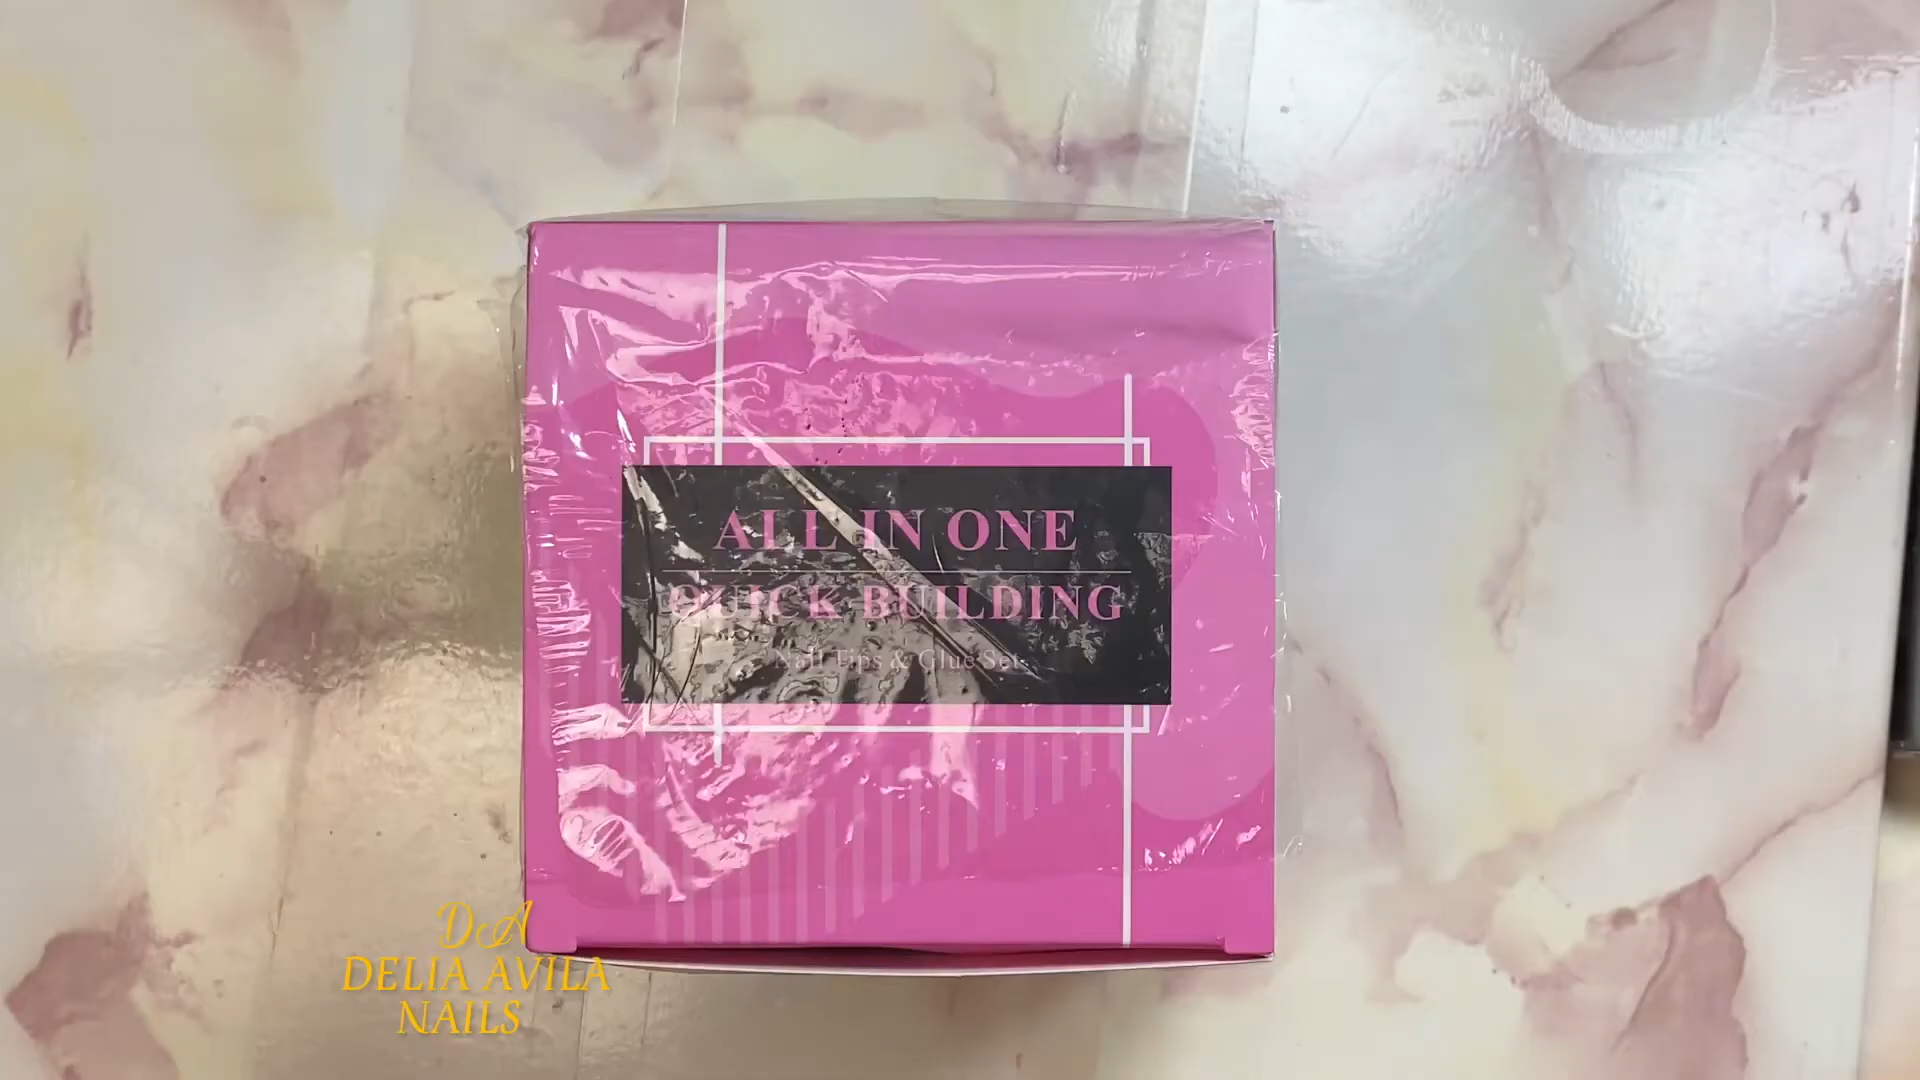 ALL IN ONE
QUICK BUILDING
Nail Tips & Glue Set
DA
DELIA AVILA
NAILS